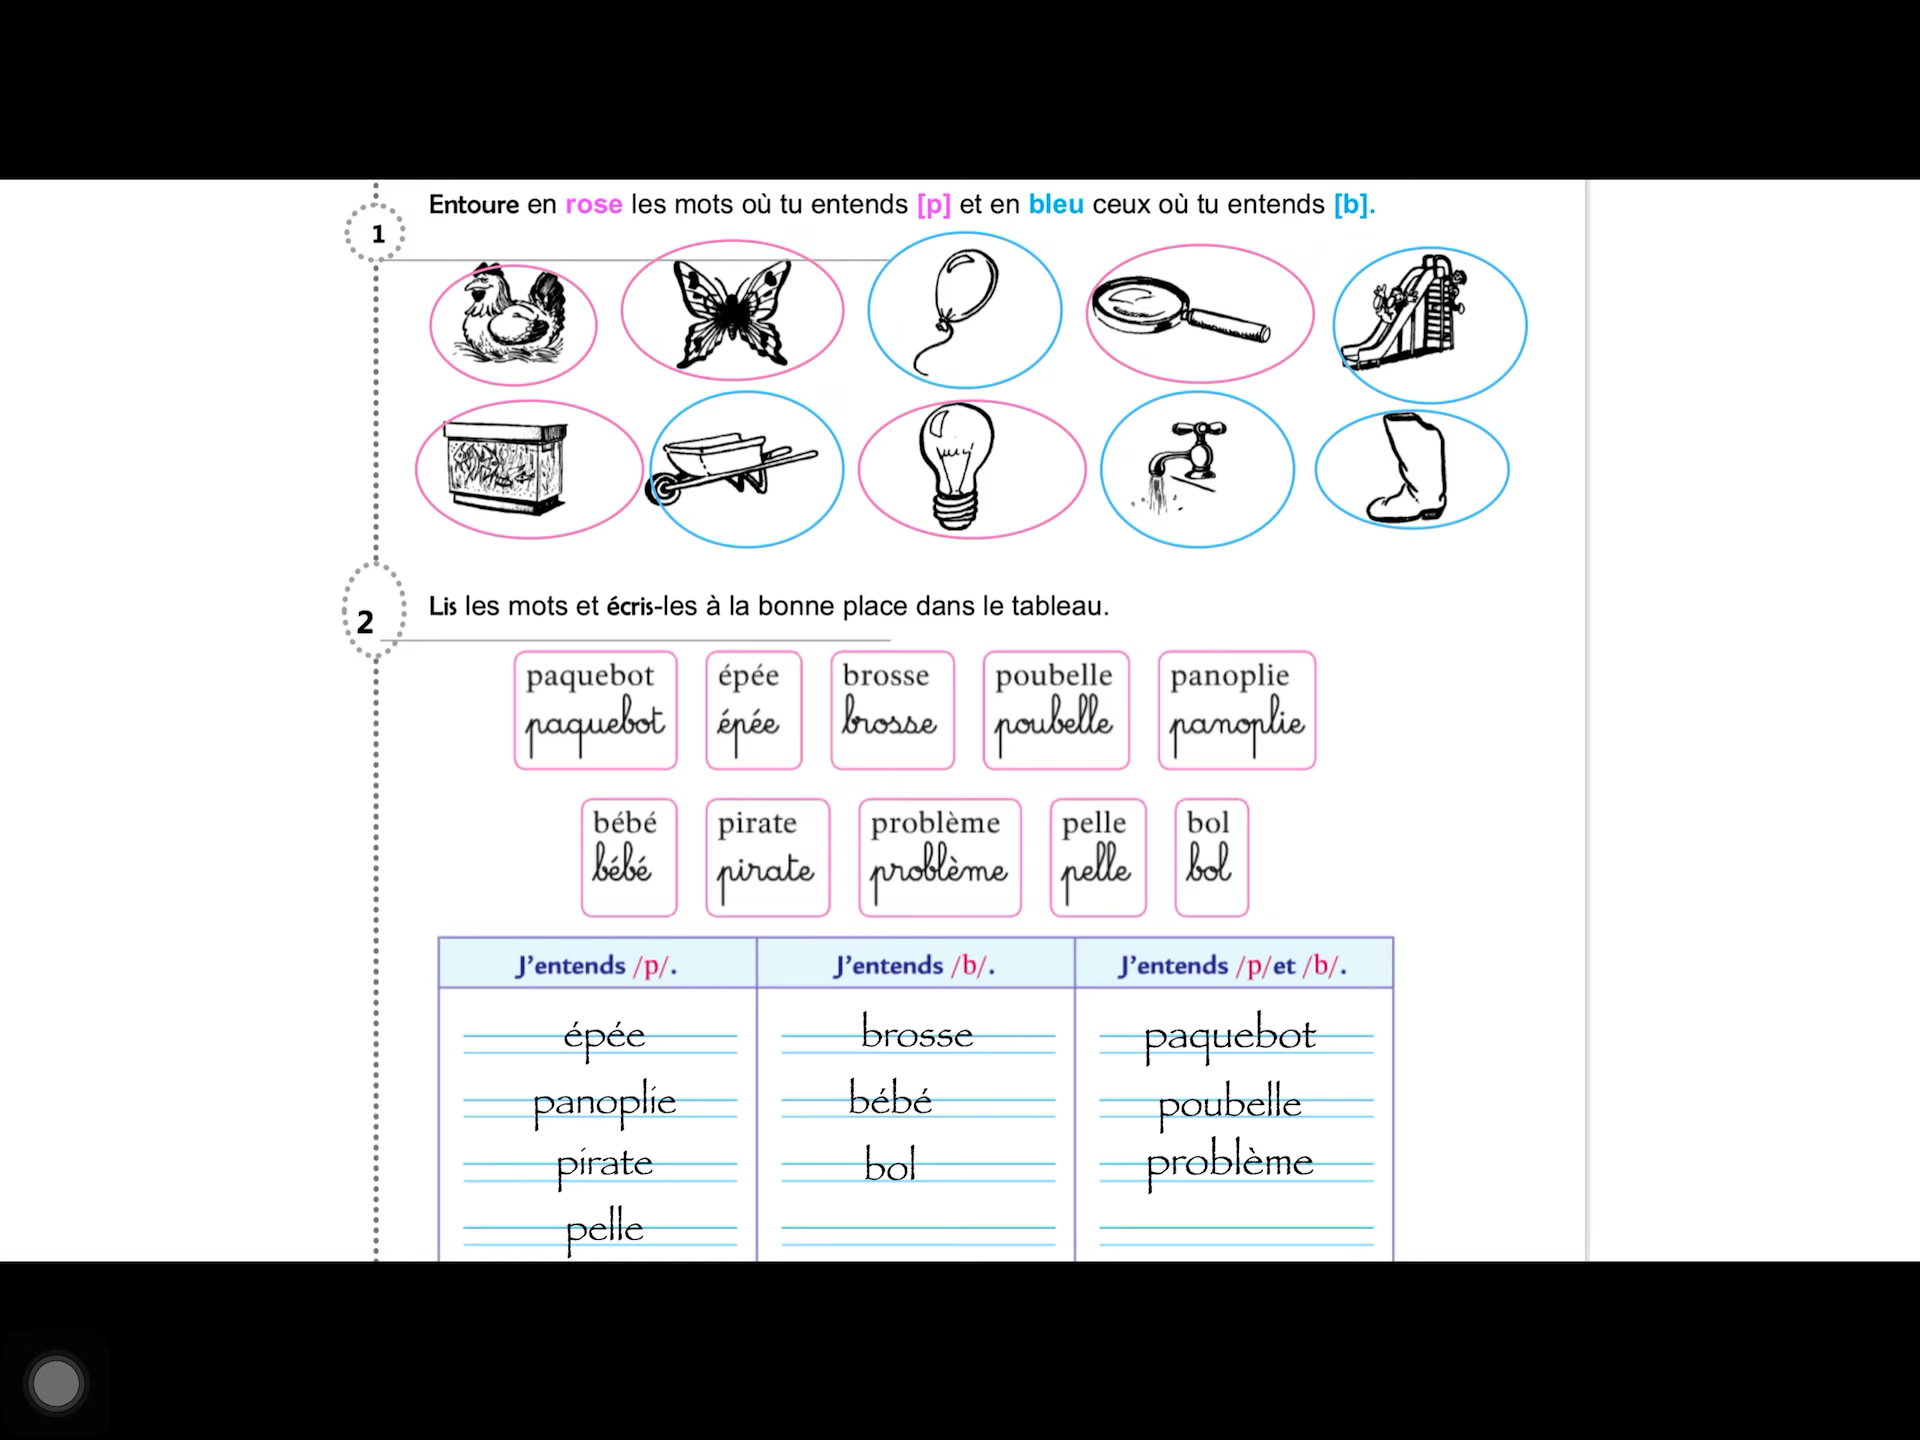 Entoure en rose les mots où tu entends [p] et en bleu ceux où tu entends [b].
1
2
Lis les mots et écris-les à la bonne place dans le tableau.
paquebot épée brosse poubelle panoplie
paquebot épée brosse poubelle panoplie
bébé pirate problème pelle bol
bébé pirate problème pelle bol
J'entends /p/. J'entends /b/. J'entends /p/et /b/.
épée brosse paquebot
panoplie bébé poubelle
pirate bol problème
pelle